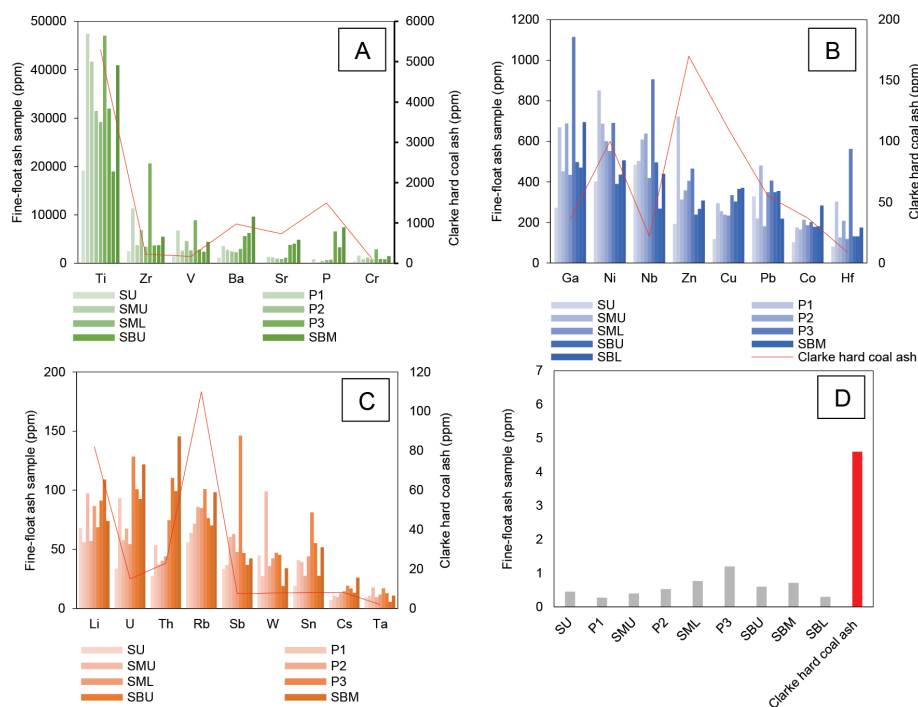 A
Fine-float ash sample (ppm)
50000
40000
30000
20000
10000
0
6000
5000
4000
3000
2000
1000
0
Clarke hard coal ash (ppm)
Ti Zr V Ba Sr P Cr
SU P1
SMU P2
SML P3
SBU SBM
B
Fine-float ash sample (ppm)
1200
1000
800
600
400
200
0
200
150
100
50
0
Clarke hard coal ash (ppm)
Ga Ni Nb Zn Cu Pb Co Hf
SU P1
SMU P2
SML P3
SBU SBM
SBL Clarke hard coal ash
C
Fine-float ash sample (ppm)
200
150
100
50
0
120
100
80
60
40
20
0
Clarke hard coal ash (ppm)
Li U Th Rb Sb W Sn Cs Ta
SU P1
SMU P2
SML P3
SBU SBM
D
Fine-float ash sample (ppm)
7
6
5
4
3
2
1
0
SU P1 SMU P2 SML P3 SBU SBM SBL Clarke hard coal ash